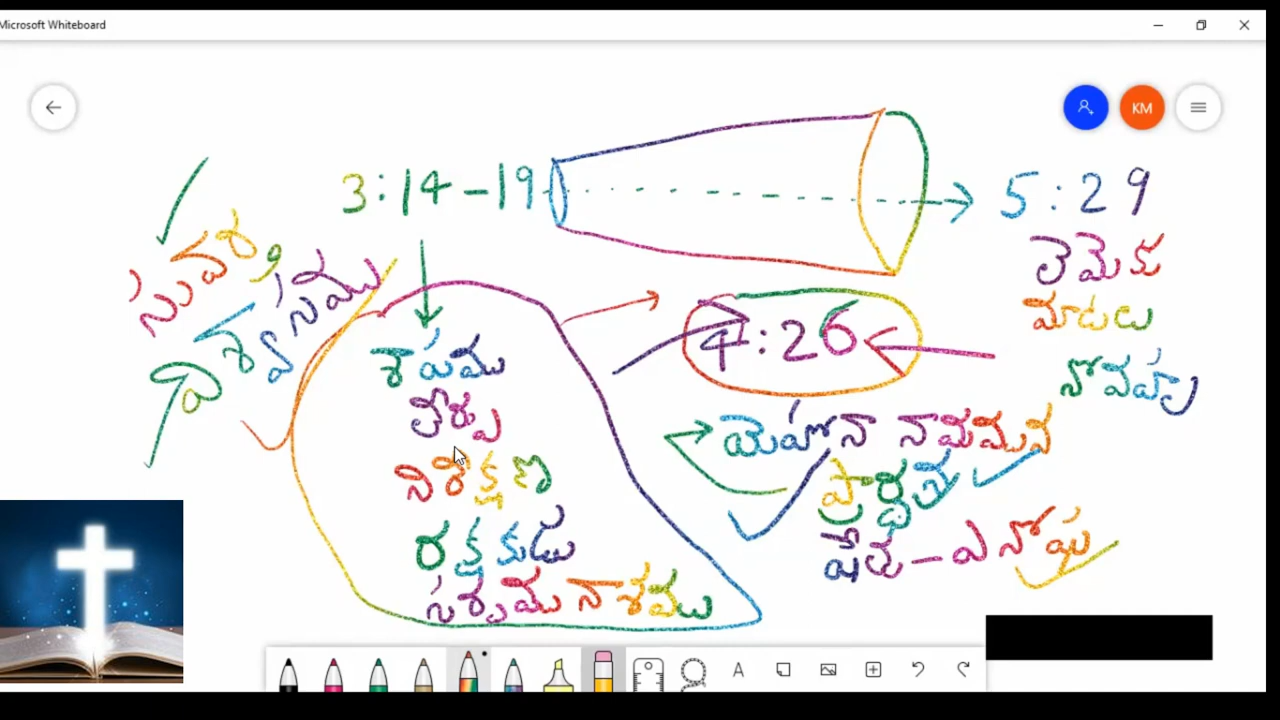 Microsoft Whiteboard
KM
3:14-19
5:29
లెమెకు
మాటలు
నోవహు
సువార్త
విశ్వాసము
శాపము
తీర్పు
నిరీక్షణ
రక్షకుడు
సర్పము నాశనము
4:26
యెహోవా నామమున
ప్రార్థన
షేతు-ఎనోషు
A